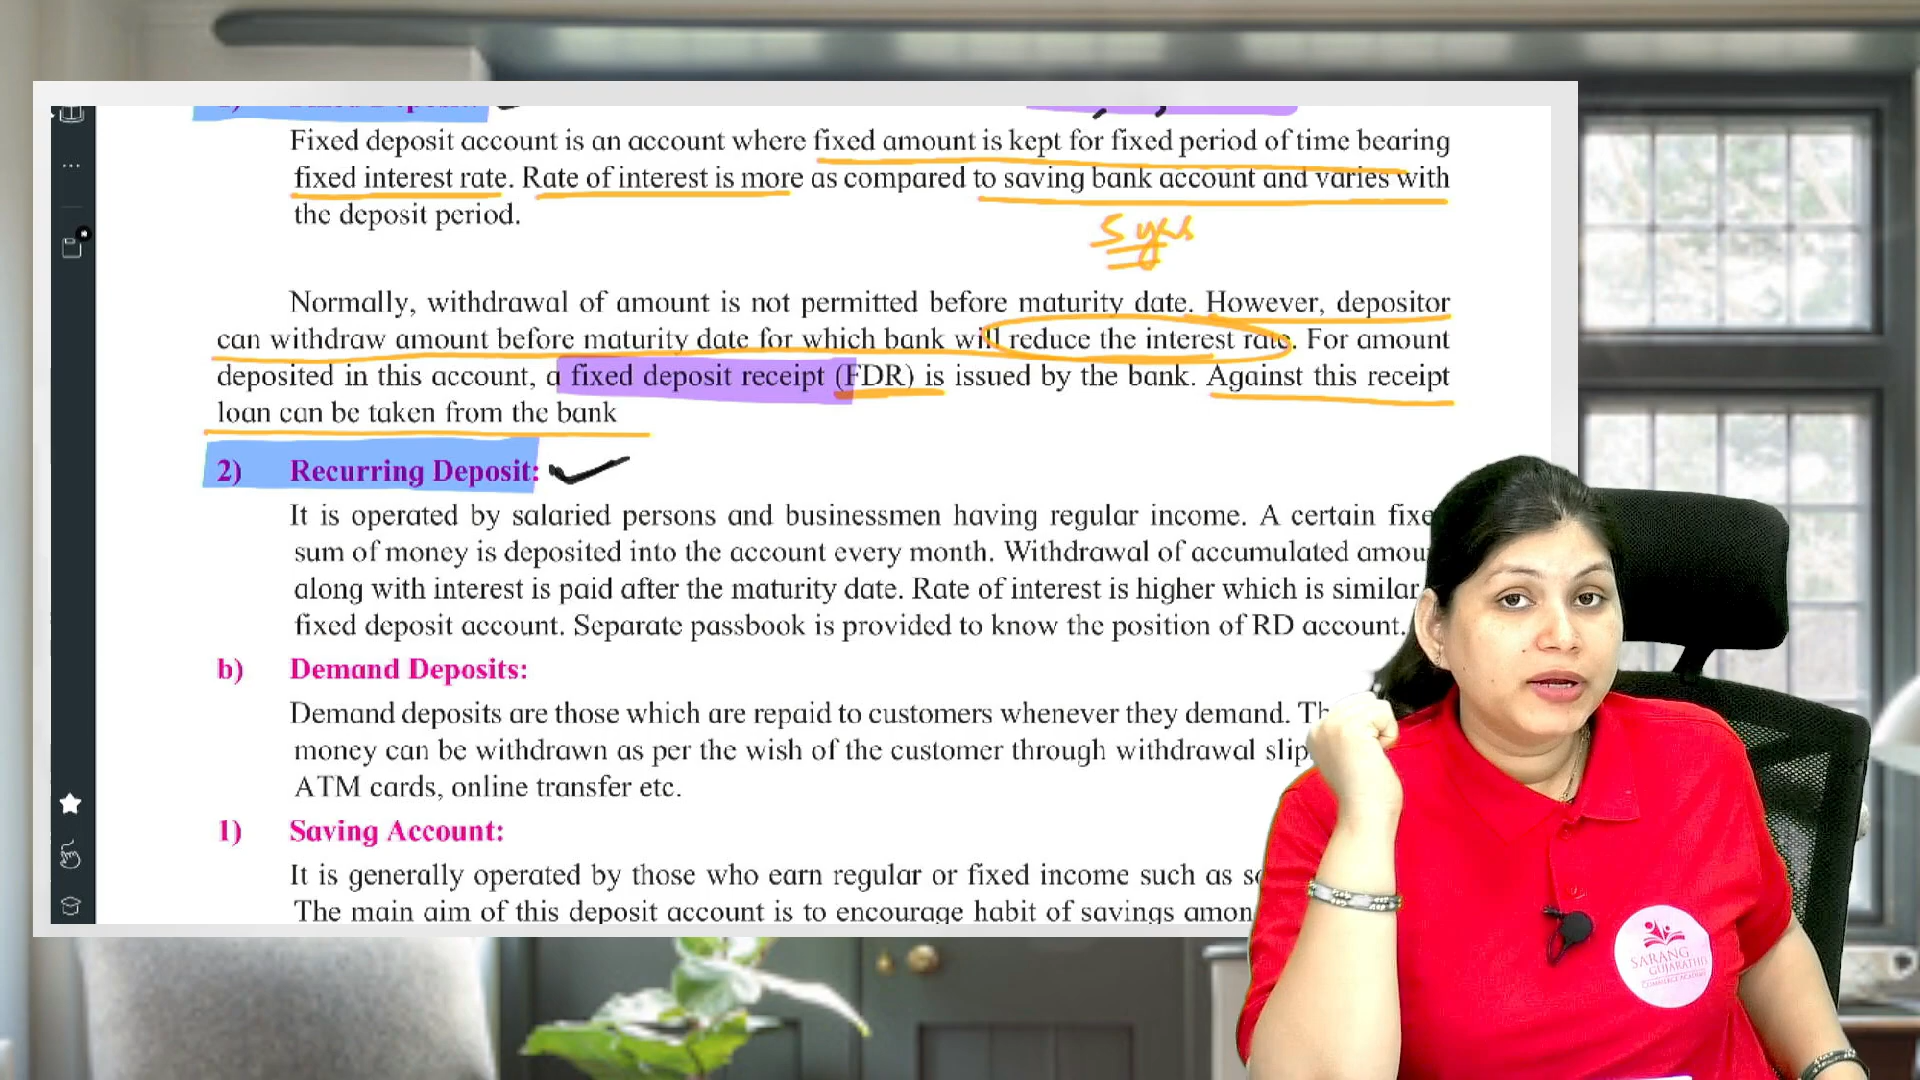 Fixed deposit account is an account where fixed amount is kept for fixed period of time bearing
fixed interest rate. Rate of interest is more as compared to saving bank account and varies with
the deposit period.
5 yrs
Normally, withdrawal of amount is not permitted before maturity date. However, depositor
can withdraw amount before maturity date for which bank will reduce the interest rate. For amount
deposited in this account, a fixed deposit receipt (FDR) is issued by the bank. Against this receipt
loan can be taken from the bank
2) Recurring Deposit:
It is operated by salaried persons and businessmen having regular income. A certain fixe
sum of money is deposited into the account every month. Withdrawal of accumulated amou
along with interest is paid after the maturity date. Rate of interest is higher which is similar
fixed deposit account. Separate passbook is provided to know the position of RD account.
b) Demand Deposits:
Demand deposits are those which are repaid to customers whenever they demand. Th
money can be withdrawn as per the wish of the customer through withdrawal slip
ATM cards, online transfer etc.
1) Saving Account:
It is generally operated by those who earn regular or fixed income such as s
The main aim of this deposit account is to encourage habit of savings amon
SARANG
GUJARATHI
COMMERCE ACADEMY